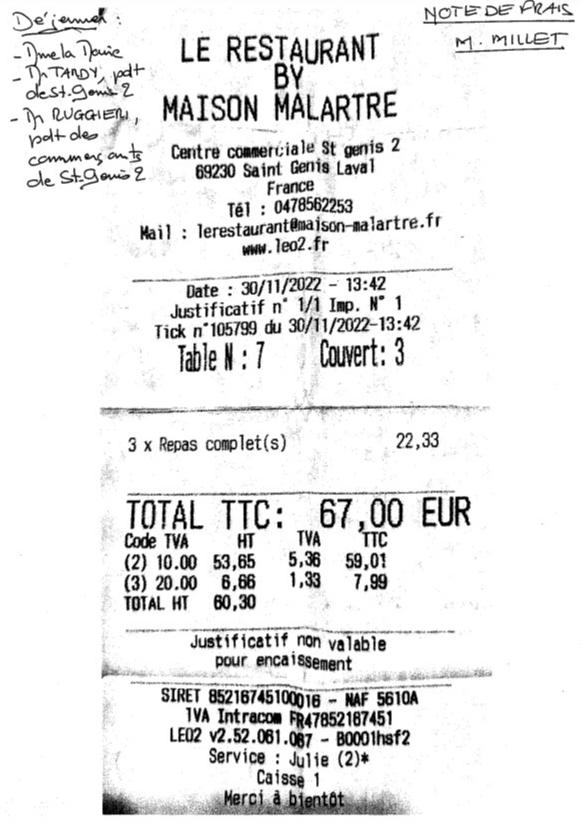 Déjeuner :
- Mme la Maire
- Mr TARDY, pdt
de St-Genis 2
- Mr RUGGIERI,
pdt des
commerçants
de St-Genis 2
NOTE DE FRAIS
M. MILLET
LE RESTAURANT
BY
MAISON MALARTRE
Centre commerciale St genis 2
69230 Saint Genis Laval
France
Tél : 0478562253
Mail : lerestaurant@maison-malartre.fr
www.leo2.fr
Date : 30/11/2022 - 13:42
Justificatif n° 1/1 Imp. N° 1
Tick n°105799 du 30/11/2022-13:42
Table N : 7 Couvert: 3
3 x Repas complet(s) 22,33
TOTAL TTC: 67,00 EUR
Code TVA HT TVA TTC
(2) 10.00 53,65 5,36 59,01
(3) 20.00 6,66 1,33 7,99
TOTAL HT 60,30
Justificatif non valable
pour encaissement
SIRET 85216745100016 - NAF 5610A
TVA Intracom FR47852167451
LEO2 v2.52.061.067 - B0001hsf2
Service : Julie (2)*
Caisse 1
Merci à bientôt